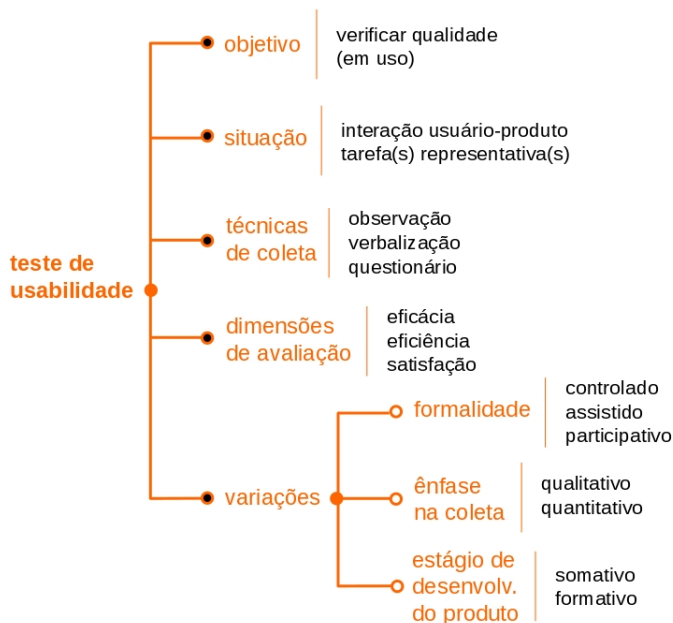 teste de
usabilidade
objetivo
verificar qualidade
(em uso)
situação
interação usuário-produto
tarefa(s) representativa(s)
técnicas
de coleta
observação
verbalização
questionário
dimensões
de avaliação
eficácia
eficiência
satisfação
variações
formalidade
controlado
assistido
participativo
ênfase
na coleta
qualitativo
quantitativo
estágio de
desenvolv.
do produto
somativo
formativo